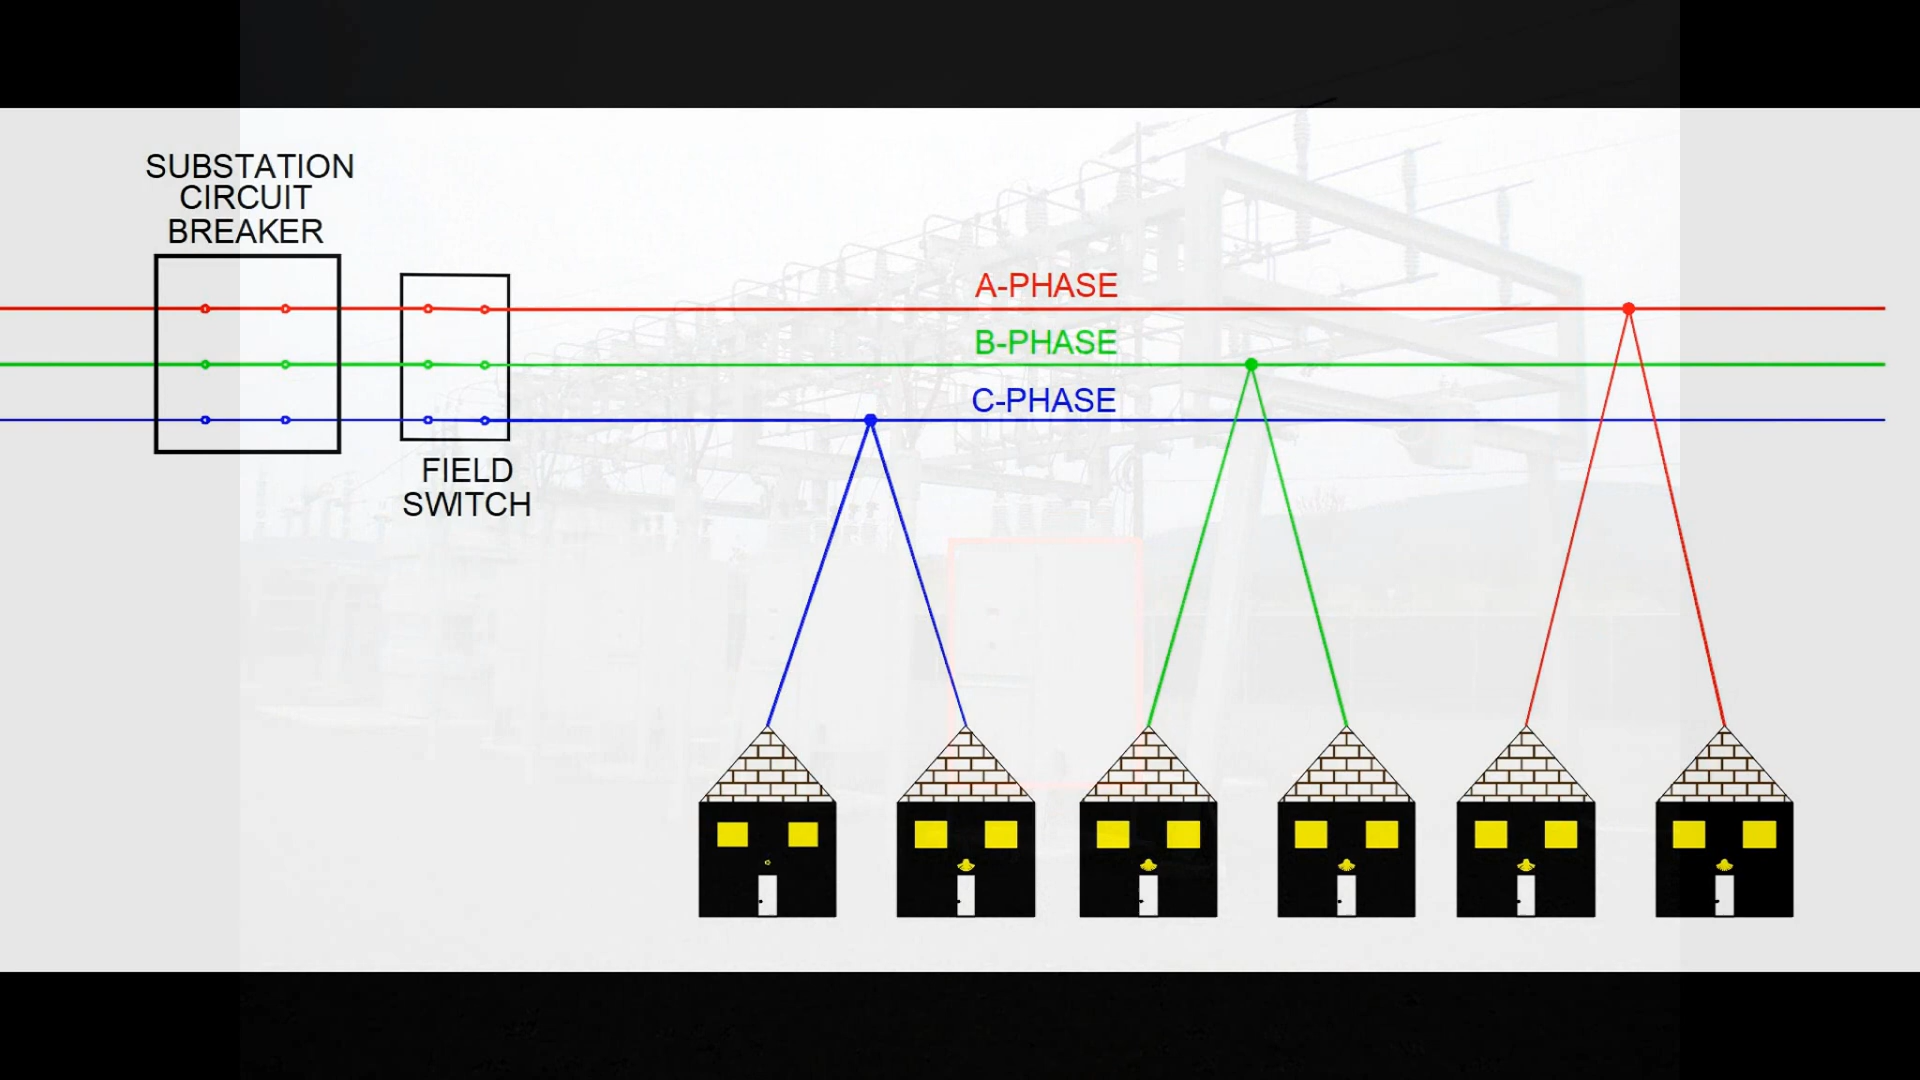 SUBSTATION
CIRCUIT
BREAKER
A-PHASE
B-PHASE
C-PHASE
FIELD
SWITCH